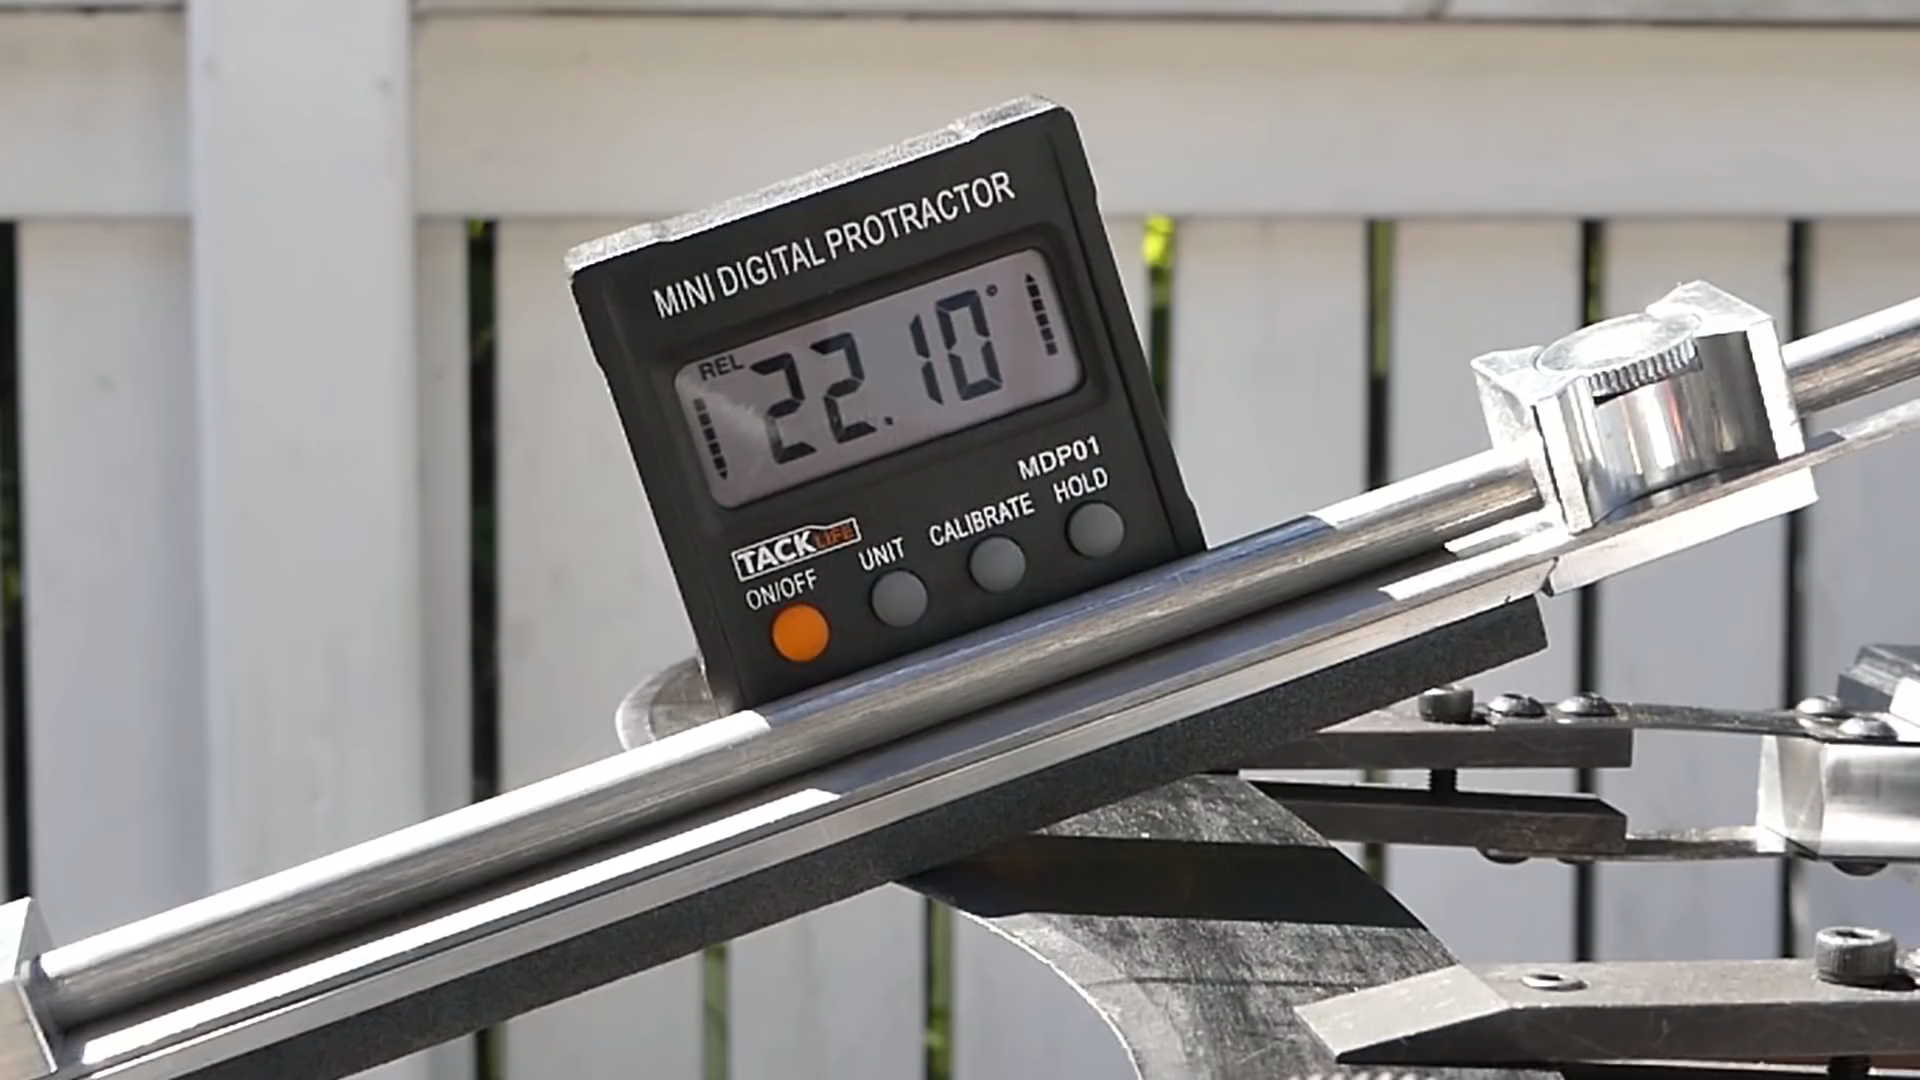 MINI DIGITAL PROTRACTOR
REL 22.10°
MDP01
TACKLIFE
ON/OFF UNIT CALIBRATE HOLD